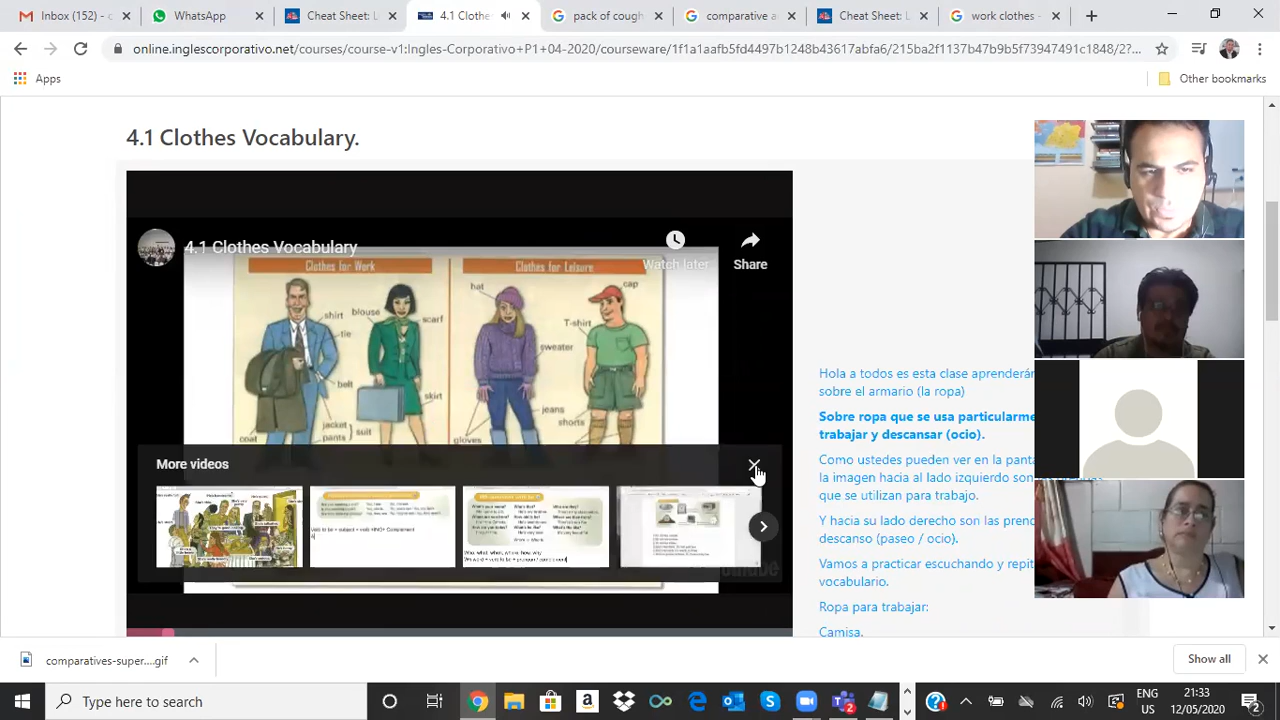 Inbox (152) - c
WhatsApp
Cheat Sheet: L
4.1 Clothe
pack of cough
comparative a
Cheat Sheet: L
work clothes -
online.inglescorporativo.net/courses/course-v1:Ingles-Corporativo+P1+04-2020/courseware/1f1a1aafb5fd4497b1248b43617abfa6/215ba2f1137b47b9b5f73947491c1848/2?...
Apps
Other bookmarks
4.1 Clothes Vocabulary.
4.1 Clothes Vocabulary
Watch later
Share
Clothes for Work
Clothes for Leisure
hat
cap
shirt
blouse
scarf
tie
T-shirt
sweater
belt
skirt
coat
jacket
pants
suit
gloves
jeans
shorts
More videos
Hola a todos es esta clase aprenderán
sobre el armario (la ropa)
Sobre ropa que se usa particularme
trabajar y descansar (ocio).
Como ustedes pueden ver en la panta
la imagen hacia al lado izquierdo son
que se utilizan para trabajo.
Y hacia su lado derecho son las prend
descanso (paseo / ocio).
Vamos a practicar escuchando y repit
vocabulario.
Ropa para trabajar:
Camisa.
comparatives-super....gif
Show all
Type here to search
ENG
US
21:33
12/05/2020
2